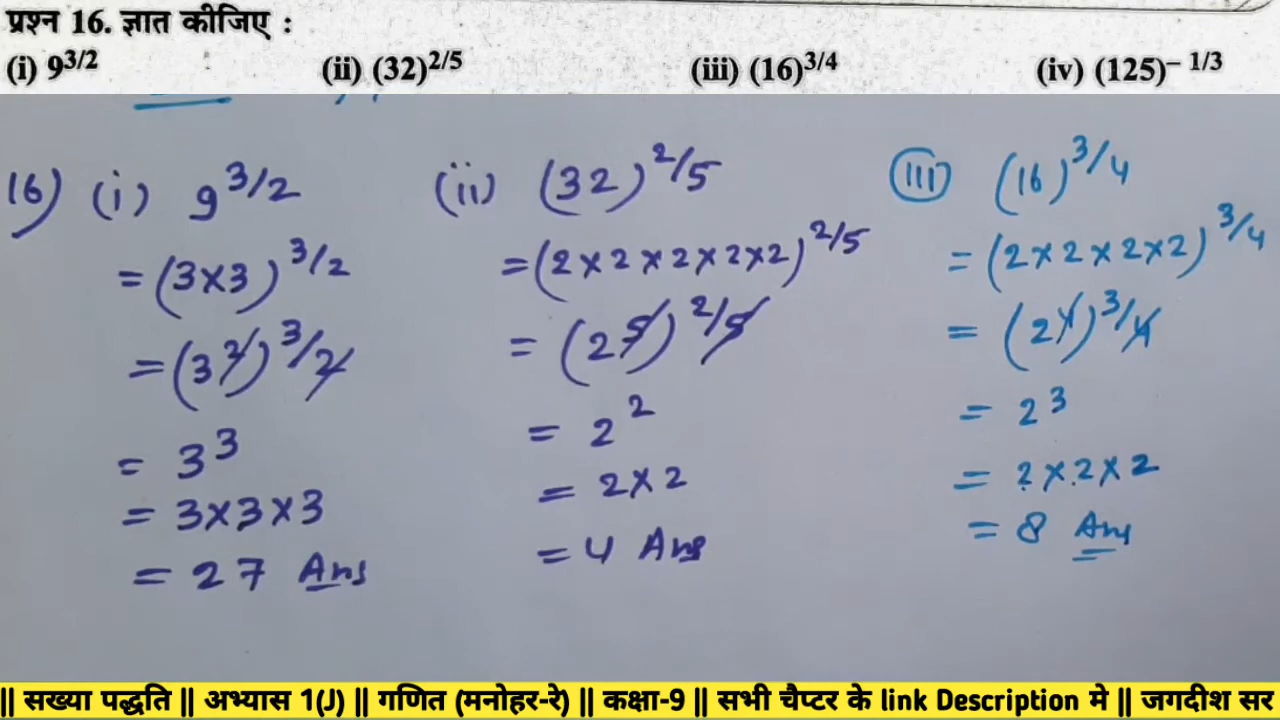 प्रश्न 16. ज्ञात कीजिए :
(i) 9^3/2 (ii) (32)^2/5 (iii) (16)^3/4 (iv) (125)^– 1/3
16) (i) 9^3/2
= (3×3)^3/2
= (3^2)^3/2
= 3^3
= 3×3×3
= 27 Ans
(ii) (32)^2/5
= (2×2×2×2×2)^2/5
= (2^5)^2/5
= 2^2
= 2×2
= 4 Ans
(iii) (16)^3/4
= (2×2×2×2)^3/4
= (2^4)^3/4
= 2^3
= 2×2×2
= 8 Ans
|| सख्या पद्धति || अभ्यास 1(J) || गणित (मनोहर-रे) || कक्षा-9 || सभी चैप्टर के link Description मे || जगदीश सर